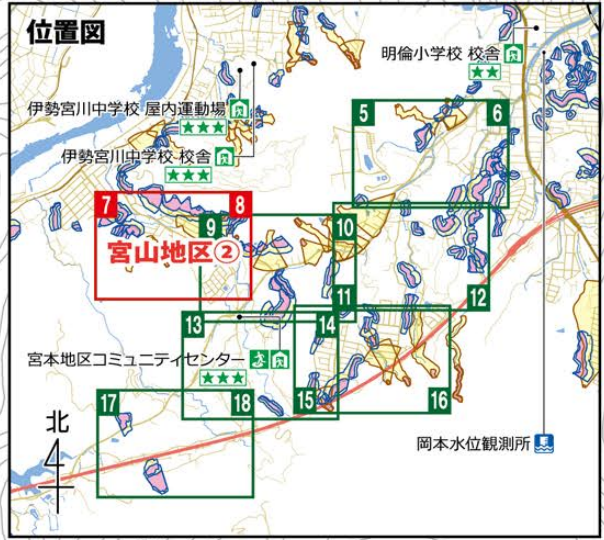 位置図
明倫小学校 校舎
★★
伊勢宮川中学校 屋内運動場
★★★
伊勢宮川中学校 校舎
★★★
5
6
7
8
9
10
宮山地区②
11
12
13
14
宮本地区コミュニティセンター
★★★
15
16
17
18
北
岡本水位観測所